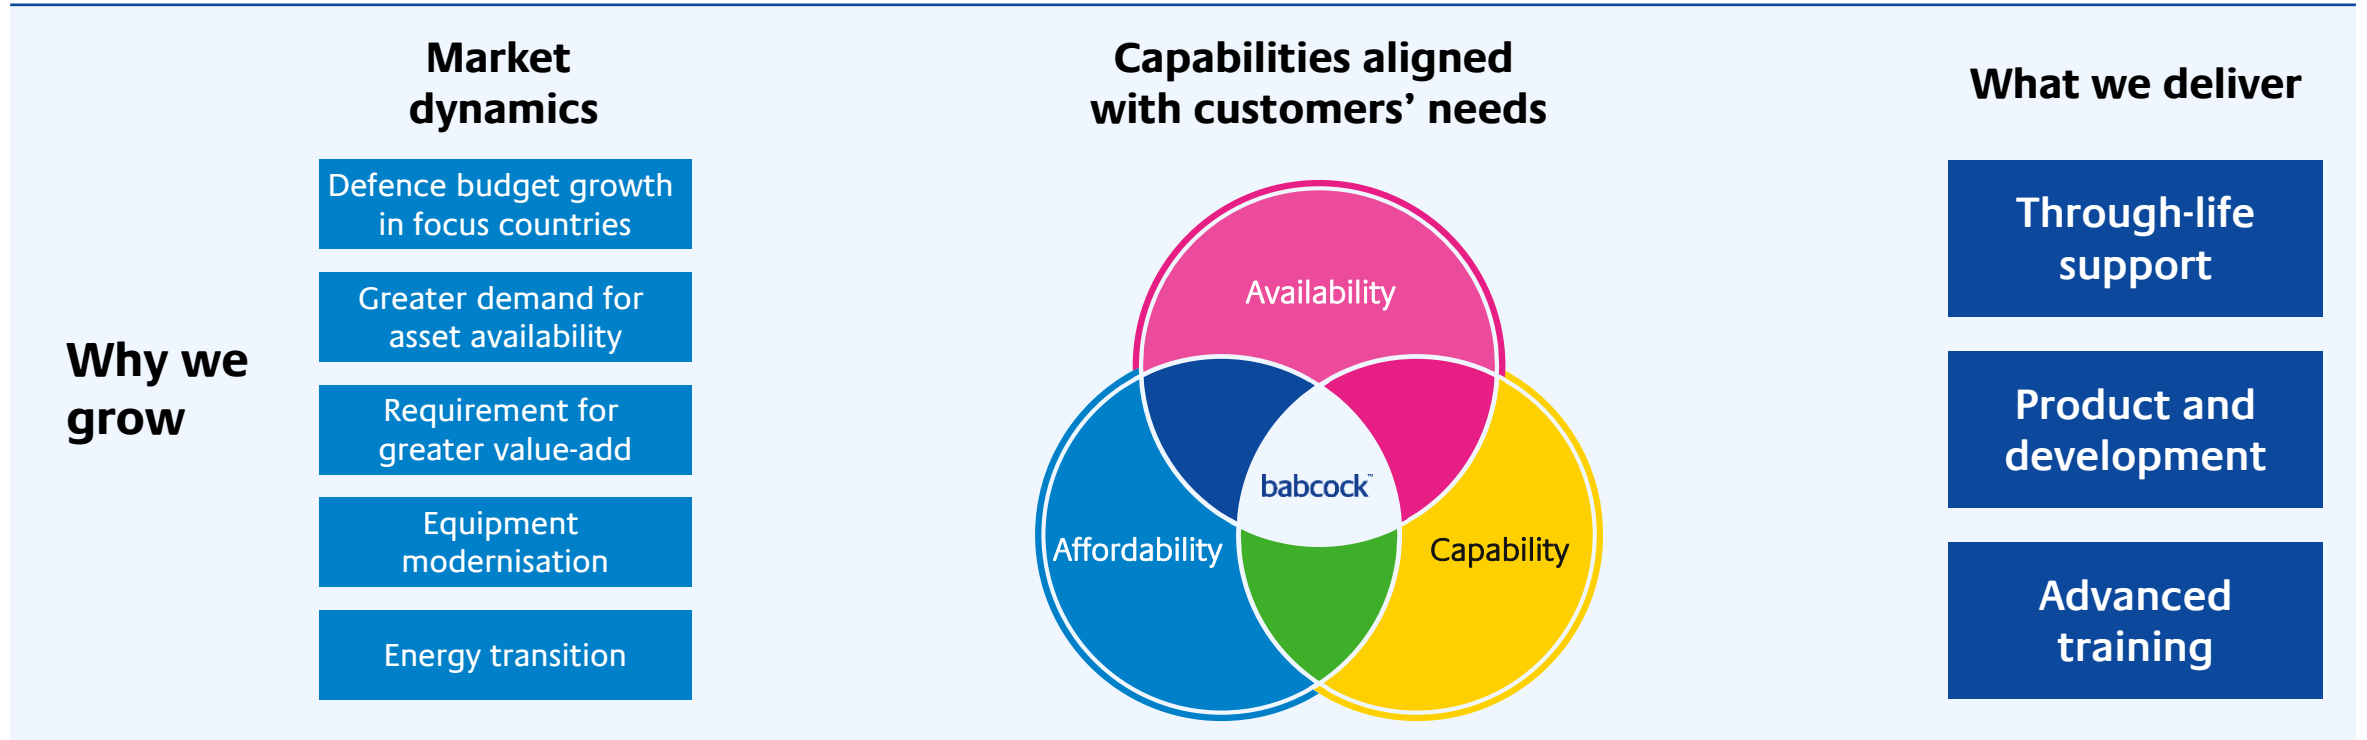 Why we
grow
Market
dynamics
Defence budget growth
in focus countries
Greater demand for
asset availability
Requirement for
greater value-add
Equipment
modernisation
Energy transition
Capabilities aligned
with customers’ needs
Availability
babcock™
Affordability
Capability
What we deliver
Through-life
support
Product and
development
Advanced
training